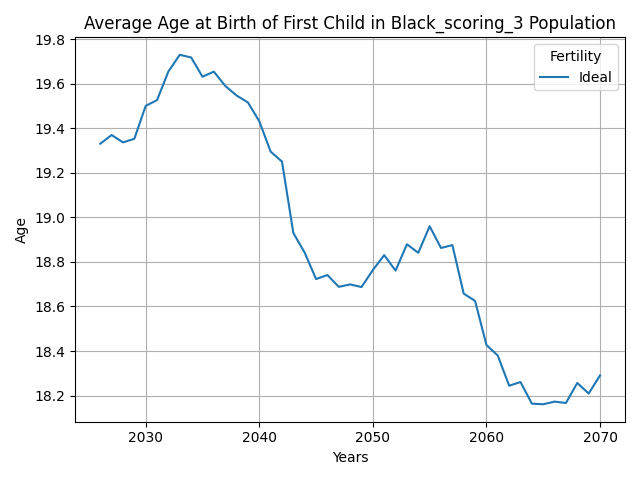 Average Age at Birth of First Child in Black_scoring_3 Population
Fertility
Ideal
19.8
19.6
19.4
19.2
19.0
18.8
18.6
18.4
18.2
Age
2030 2040 2050 2060 2070
Years